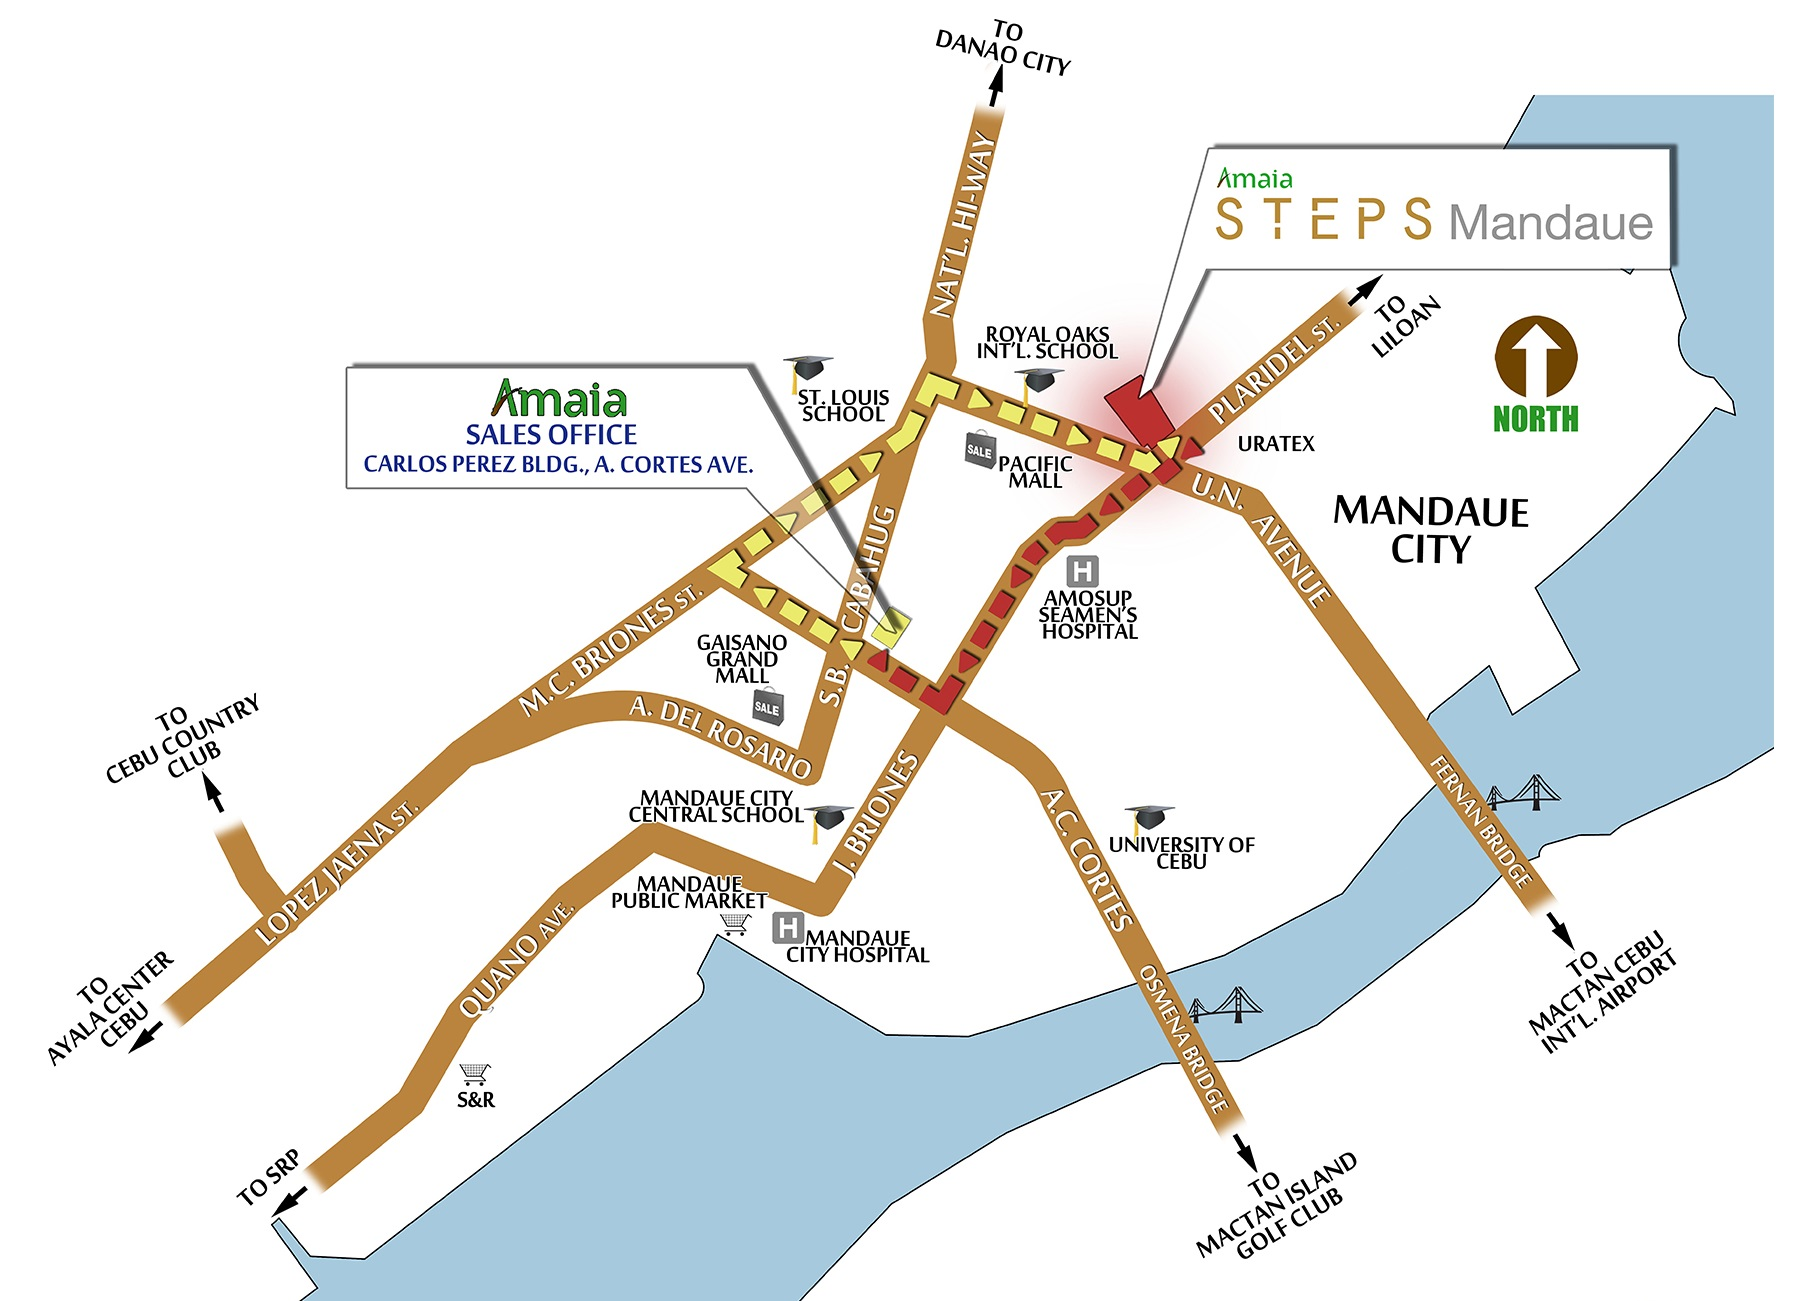 TO
DANAO CITY
NAT'L. HI-WAY
Amaia
STEPS Mandaue
TO
LILOAN
PLARIDEL ST.
NORTH
ROYAL OAKS
INT'L. SCHOOL
ST. LOUIS
SCHOOL
Amaia
SALES OFFICE
CARLOS PEREZ BLDG., A. CORTES AVE.
SALE
PACIFIC
MALL
URATEX
U.N. AVENUE
MANDAUE
CITY
S.B. CABAHUG
H
AMOSUP
SEAMEN'S
HOSPITAL
M.C. BRIONES ST.
GAISANO
GRAND
MALL
SALE
A. DEL ROSARIO
TO
CEBU COUNTRY
CLUB
LOPEZ JAENA ST.
MANDAUE CITY
CENTRAL SCHOOL
J. BRIONES
A.C. CORTES
UNIVERSITY OF
CEBU
FERNAN BRIDGE
MANDAUE
PUBLIC MARKET
H
MANDAUE
CITY HOSPITAL
QUANO AVE.
TO
AYALA CENTER
CEBU
OSMENA BRIDGE
TO
MACTAN CEBU
INT'L. AIRPORT
S&R
TO SRP
TO
MACTAN ISLAND
GOLF CLUB